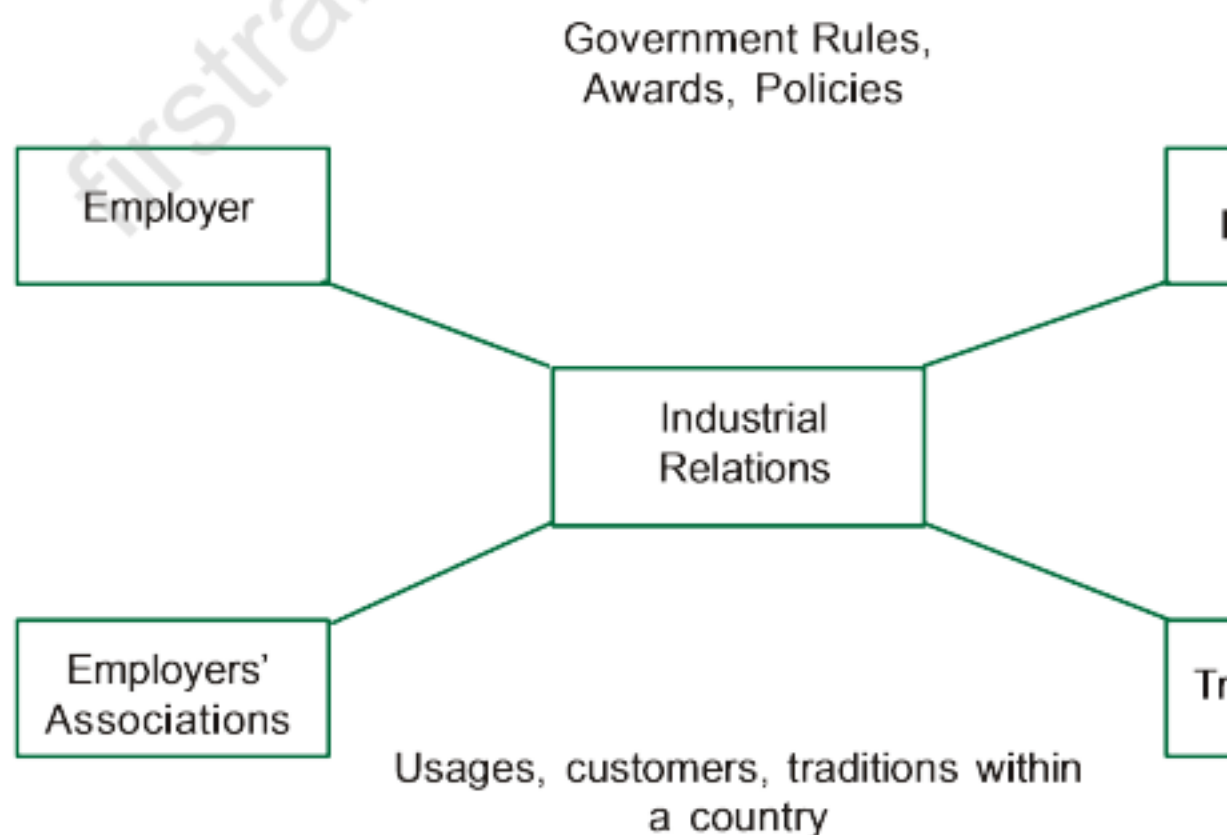 Government Rules,
Awards, Policies
Employer
Industrial
Relations
Employers'
Associations
Usages, customers, traditions within
a country